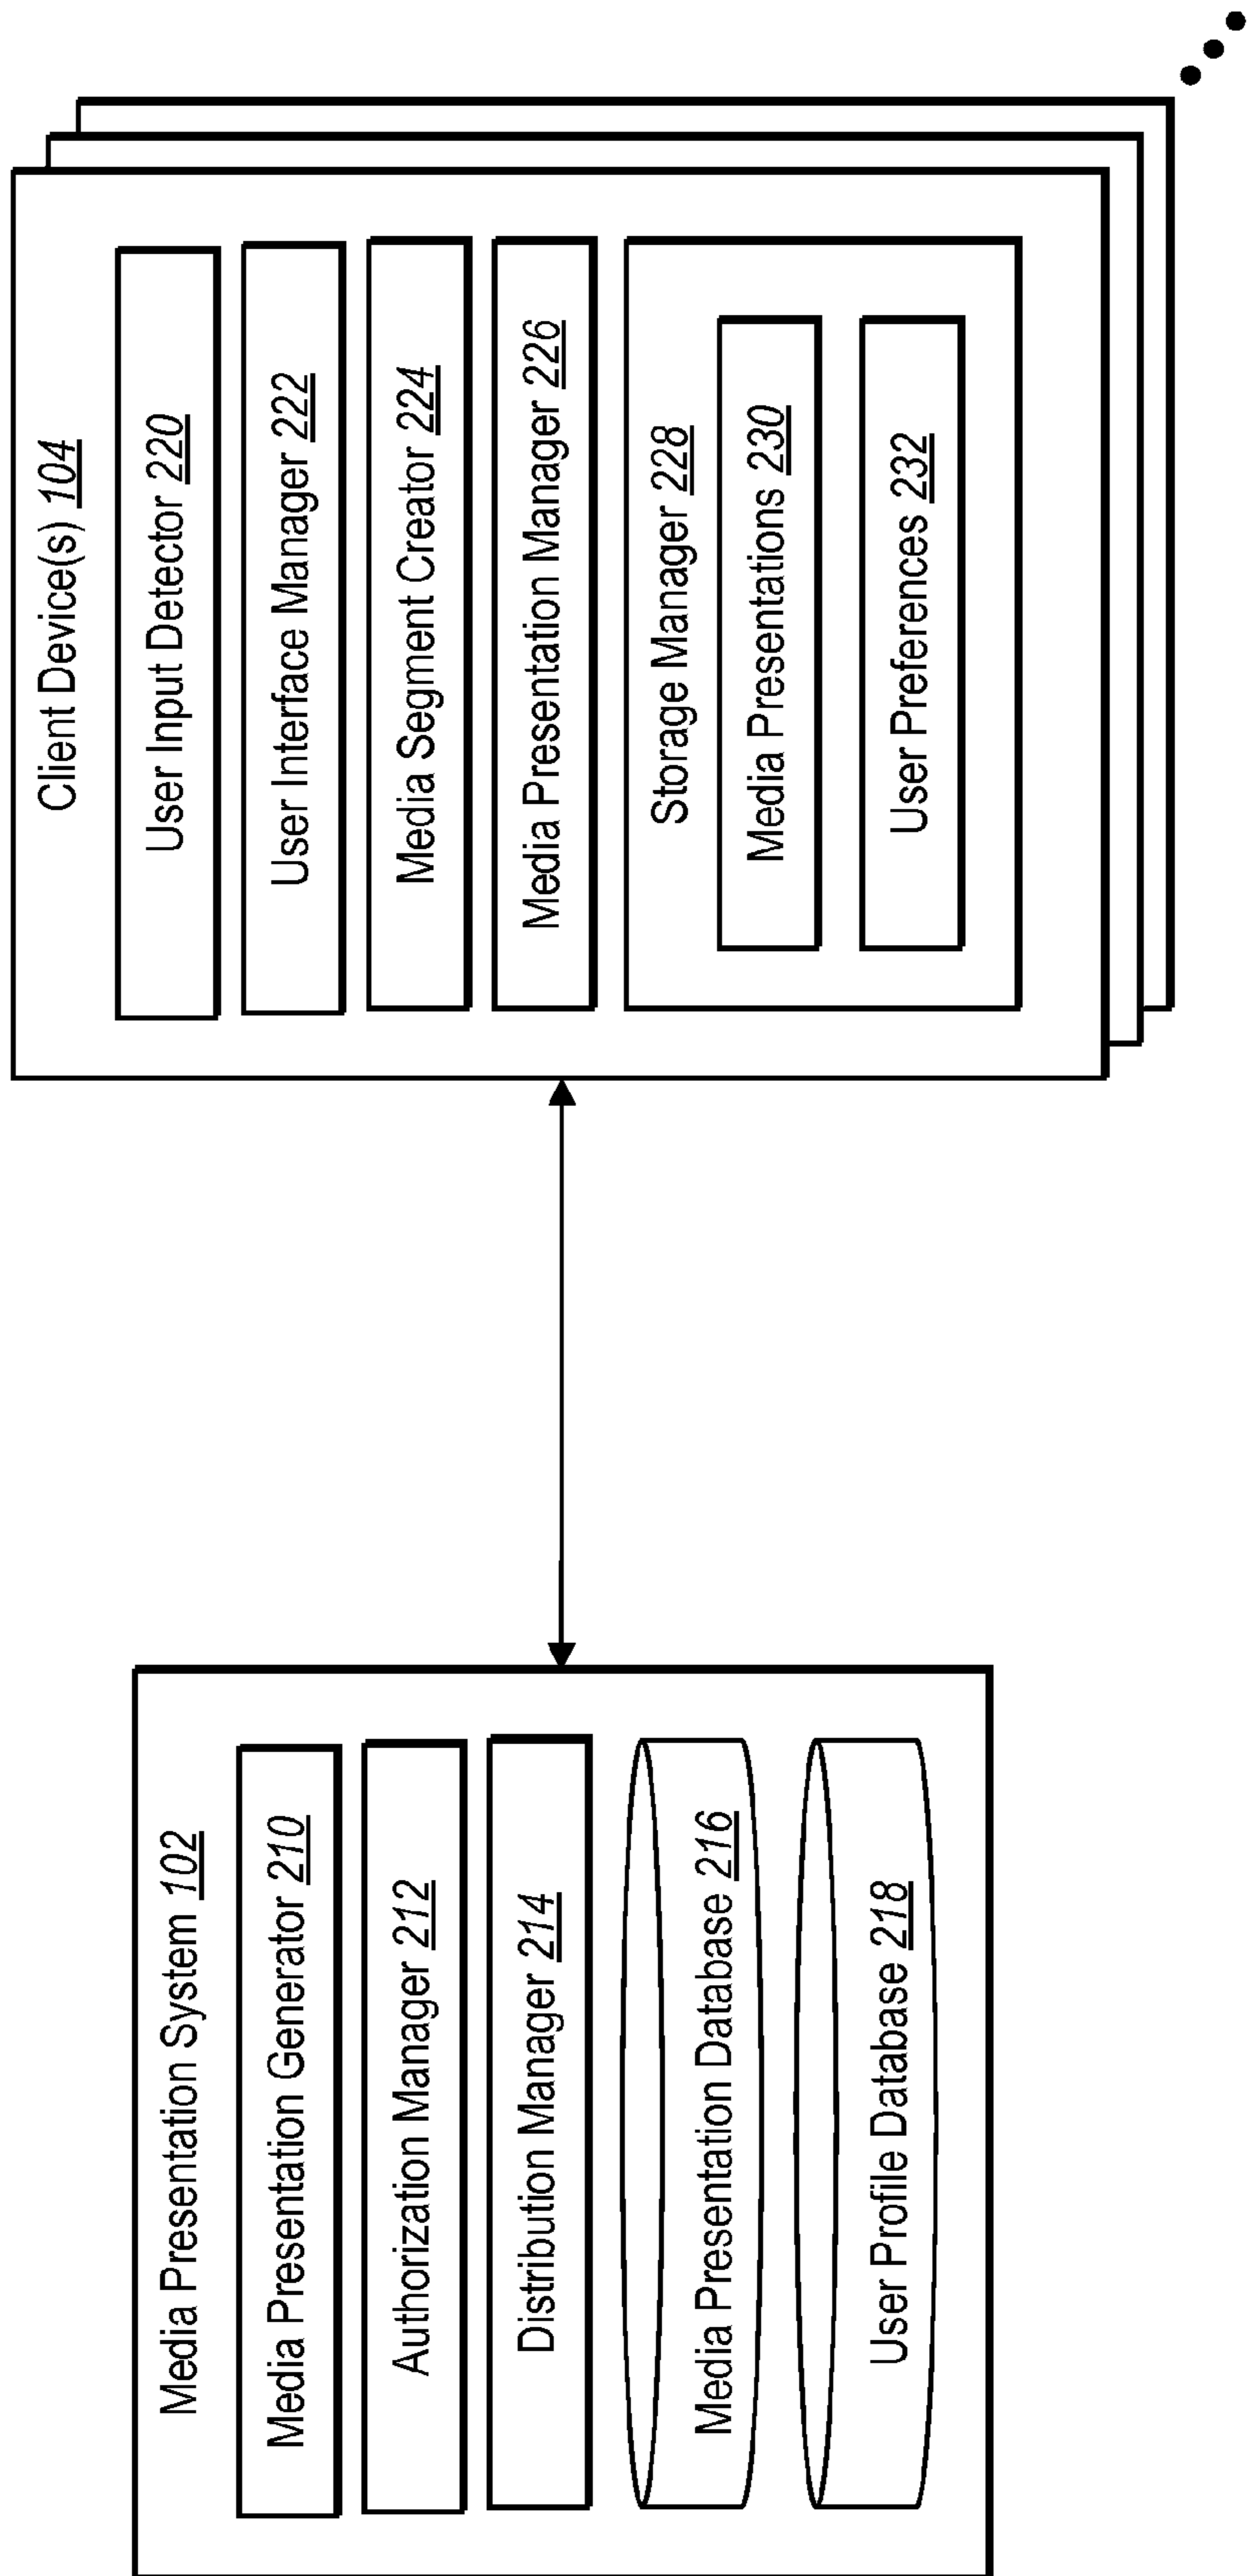 Media Presentation System 102
Media Presentation Generator 210
Authorization Manager 212
Distribution Manager 214
Media Presentation Database 216
User Profile Database 218
Client Device(s) 104
User Input Detector 220
User Interface Manager 222
Media Segment Creator 224
Media Presentation Manager 226
Storage Manager 228
Media Presentations 230
User Preferences 232